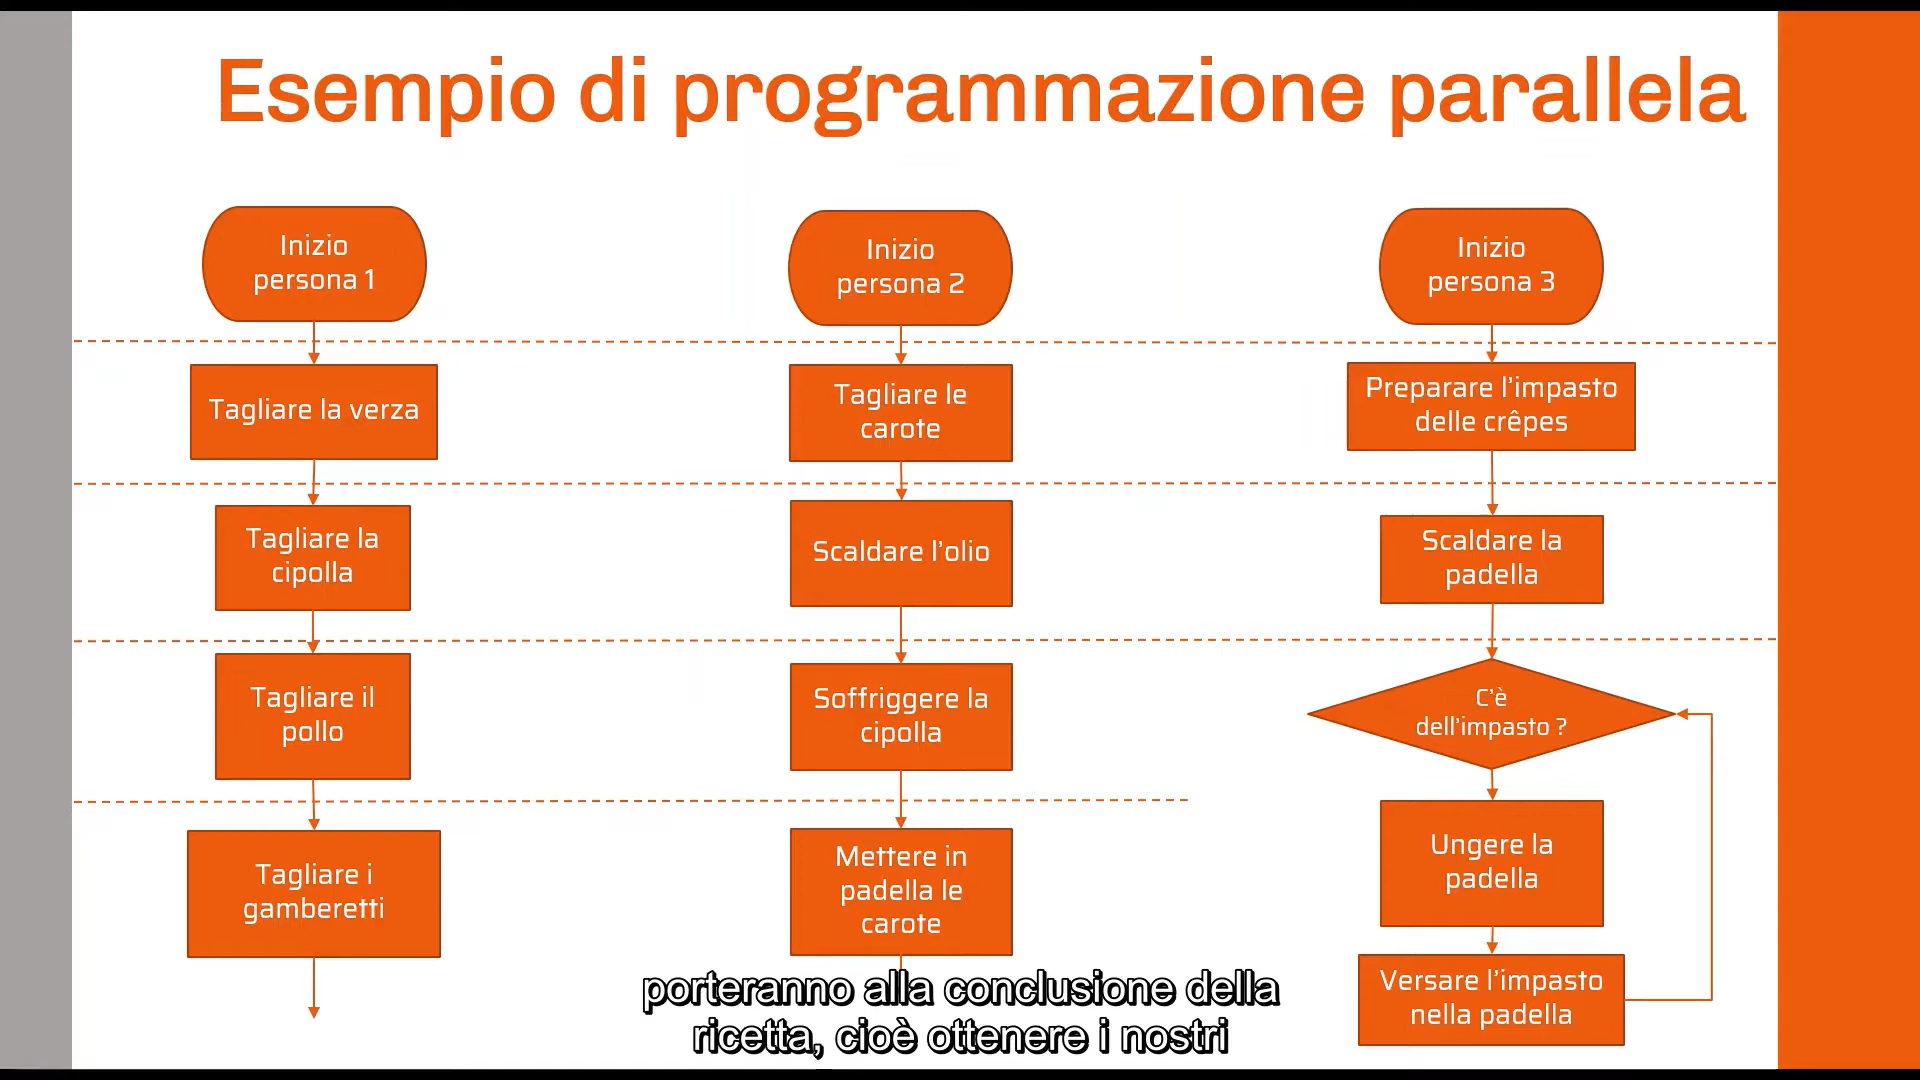 Esempio di programmazione parallela
Inizio
persona 1
Inizio
persona 2
Inizio
persona 3
Tagliare la verza
Tagliare le
carote
Preparare l'impasto
delle crêpes
Tagliare la
cipolla
Scaldare l'olio
Scaldare la
padella
Tagliare il
pollo
Soffriggere la
cipolla
C'è
dell'impasto ?
Tagliare i
gamberetti
Mettere in
padella le
carote
Ungere la
padella
Versare l'impasto
nella padella
porteranno alla conclusione della
ricetta, cioè ottenere i nostri